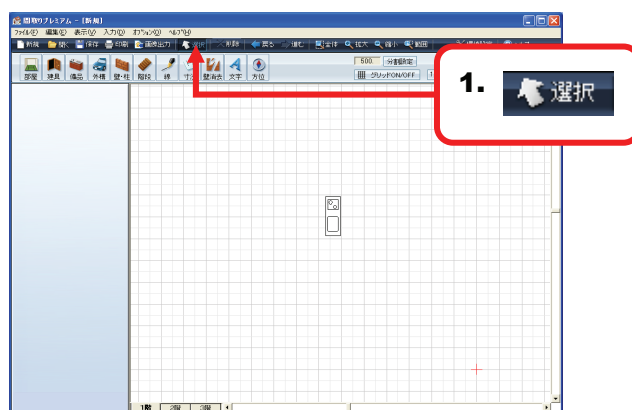 間取りプレミアム - [新規]
ファイル(F) 編集(E) 表示(V) 入力(D) オプション(O) ヘルプ(H)
新規 開く 保存 印刷 画像出力 選択 削除 戻る 進む 全体 拡大 縮小 範囲
500 分割設定
グリッドON/OFF
部屋 建具 備品 外構 壁・柱 階段 線 壁消去 文字 方位
1. 選択
1階 2階 3階